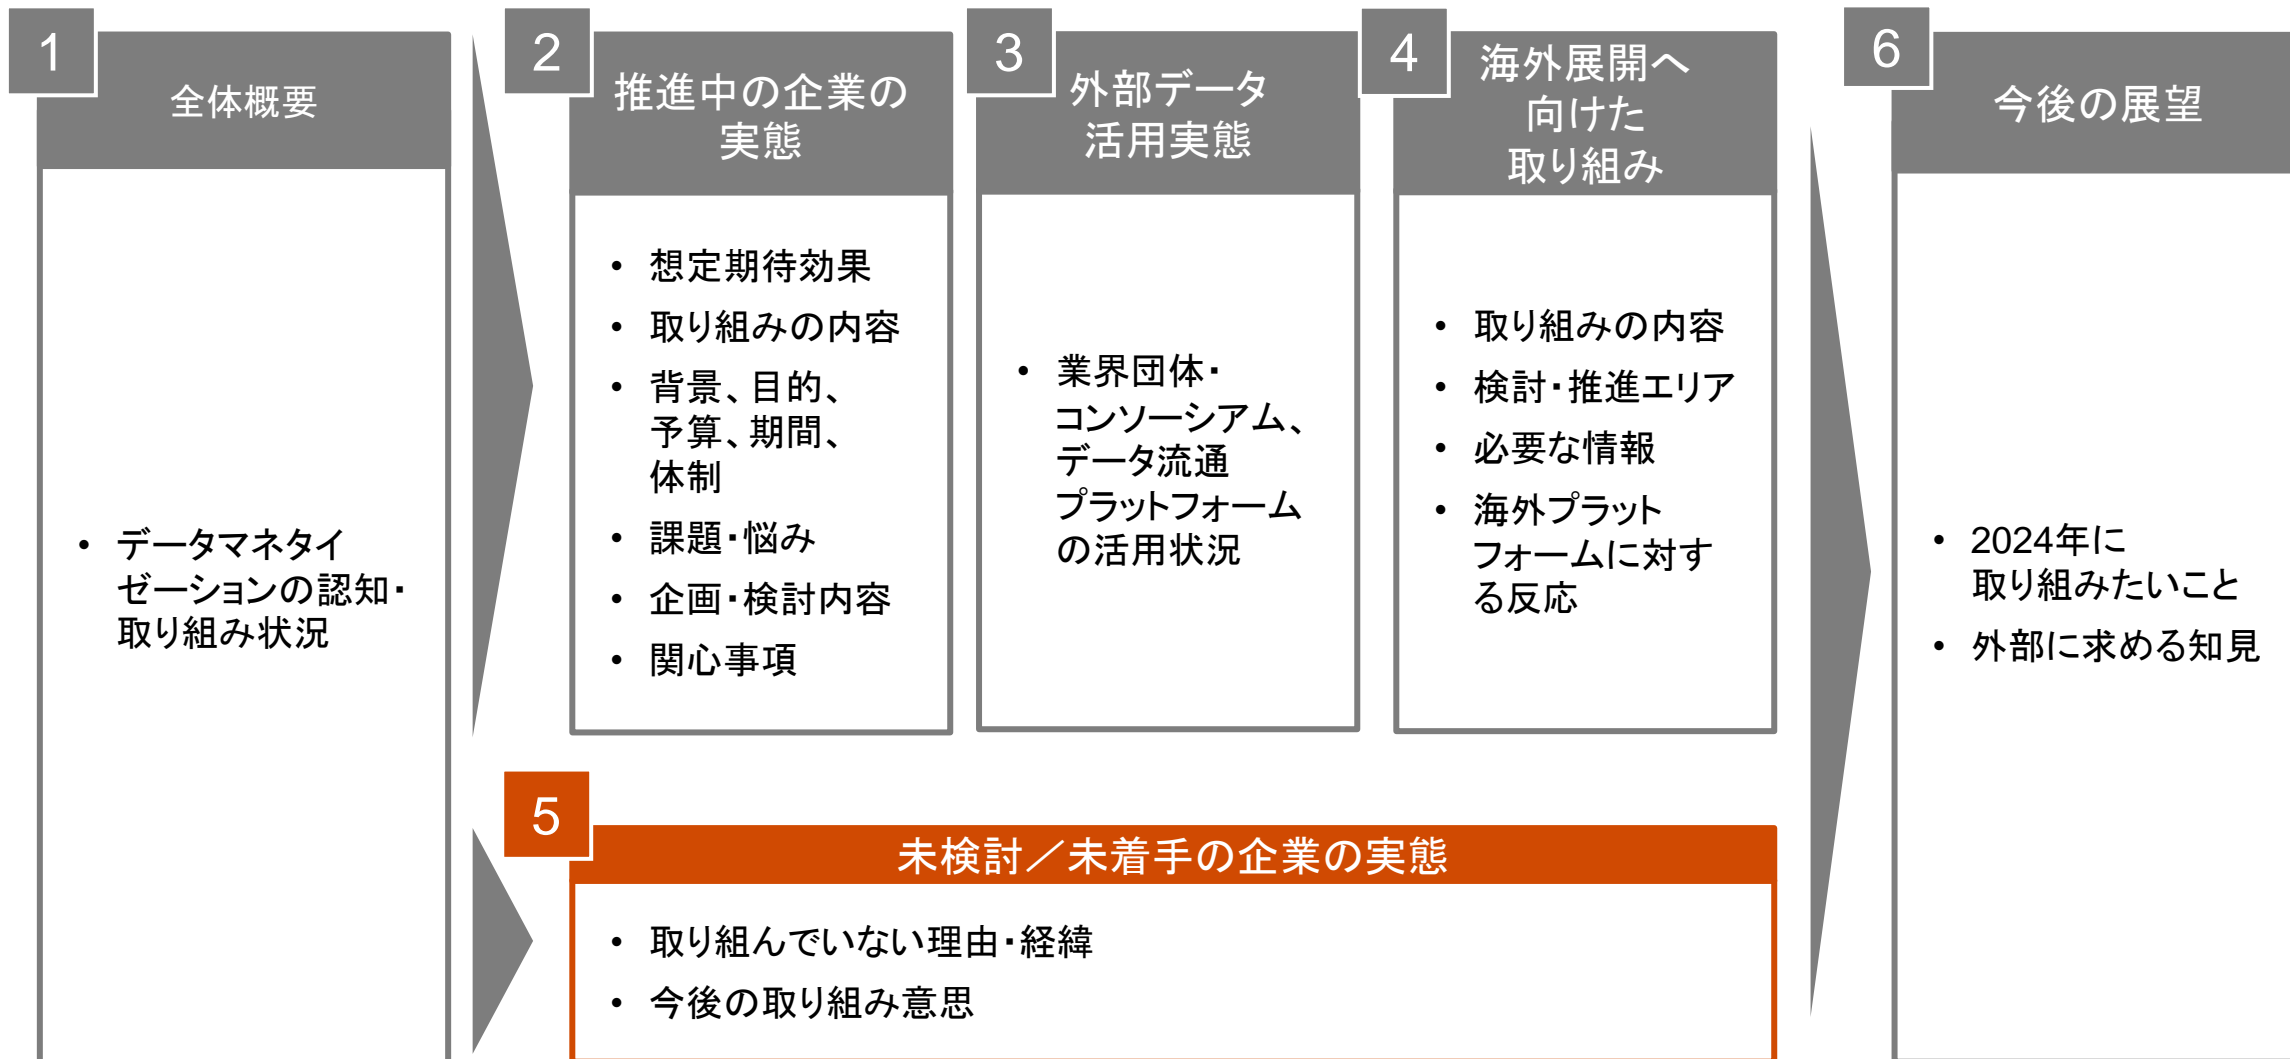 1
全体概要
• データマネタイ
ゼーションの認知・
取り組み状況
2
推進中の企業の
実態
• 想定期待効果
• 取り組みの内容
• 背景、目的、
予算、期間、
体制
• 課題・悩み
• 企画・検討内容
• 関心事項
3
外部データ
活用実態
• 業界団体・
コンソーシアム、
データ流通
プラットフォーム
の活用状況
4
海外展開へ
向けた
取り組み
• 取り組みの内容
• 検討・推進エリア
• 必要な情報
• 海外プラット
フォームに対す
る反応
5
未検討／未着手の企業の実態
• 取り組んでいない理由・経緯
• 今後の取り組み意思
6
今後の展望
• 2024年に
取り組みたいこと
• 外部に求める知見